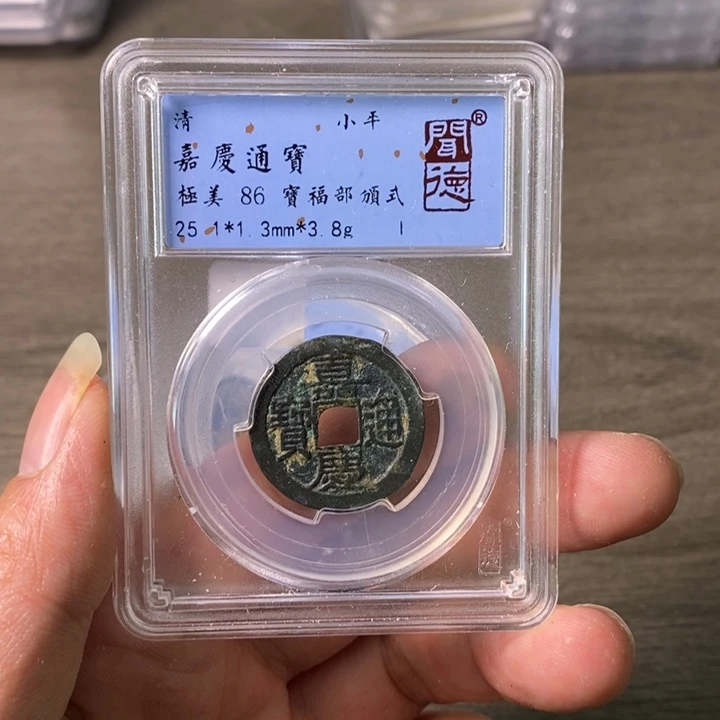 清 小平
嘉慶通寶
極美 86 寶福部頒式
25.1*1.3mm*3.8g
聞德
®
嘉慶通寶